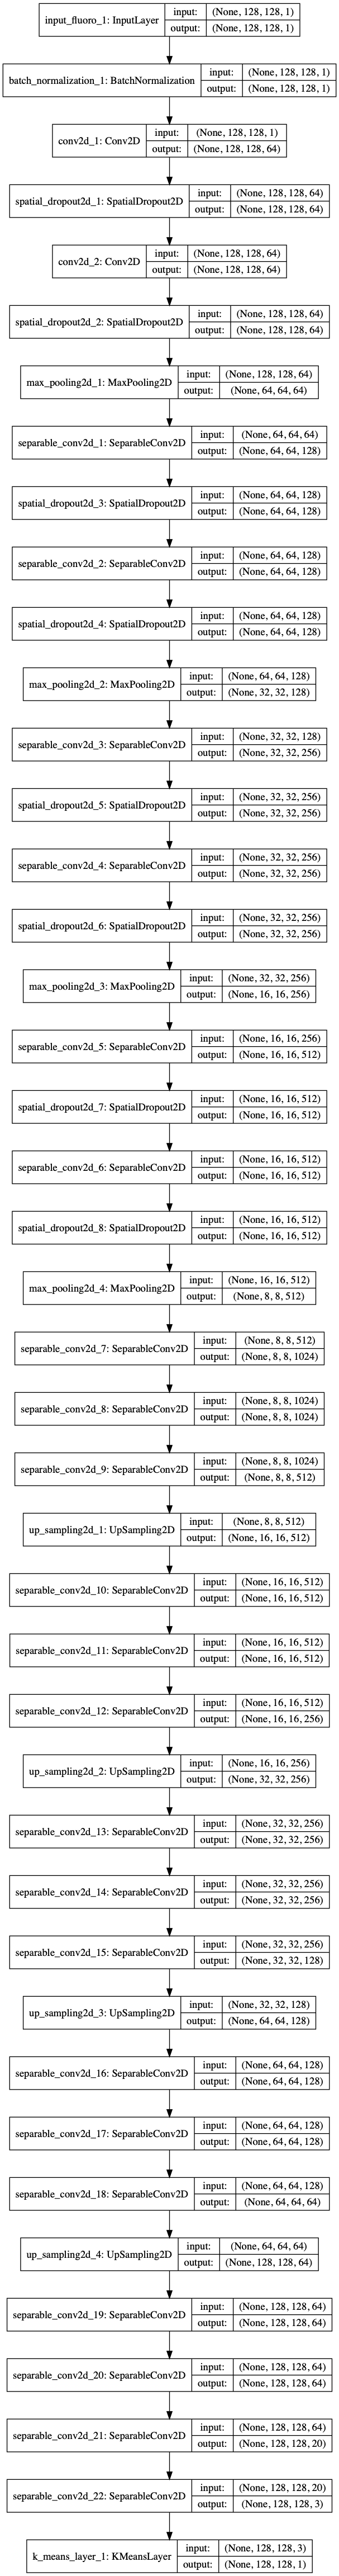 input_fluoro_1: InputLayer
input: (None, 128, 128, 1)
output: (None, 128, 128, 1)
batch_normalization_1: BatchNormalization
input: (None, 128, 128, 1)
output: (None, 128, 128, 1)
conv2d_1: Conv2D
input: (None, 128, 128, 1)
output: (None, 128, 128, 64)
spatial_dropout2d_1: SpatialDropout2D
input: (None, 128, 128, 64)
output: (None, 128, 128, 64)
conv2d_2: Conv2D
input: (None, 128, 128, 64)
output: (None, 128, 128, 64)
spatial_dropout2d_2: SpatialDropout2D
input: (None, 128, 128, 64)
output: (None, 128, 128, 64)
max_pooling2d_1: MaxPooling2D
input: (None, 128, 128, 64)
output: (None, 64, 64, 64)
separable_conv2d_1: SeparableConv2D
input: (None, 64, 64, 64)
output: (None, 64, 64, 128)
spatial_dropout2d_3: SpatialDropout2D
input: (None, 64, 64, 128)
output: (None, 64, 64, 128)
separable_conv2d_2: SeparableConv2D
input: (None, 64, 64, 128)
output: (None, 64, 64, 128)
spatial_dropout2d_4: SpatialDropout2D
input: (None, 64, 64, 128)
output: (None, 64, 64, 128)
max_pooling2d_2: MaxPooling2D
input: (None, 64, 64, 128)
output: (None, 32, 32, 128)
separable_conv2d_3: SeparableConv2D
input: (None, 32, 32, 128)
output: (None, 32, 32, 256)
spatial_dropout2d_5: SpatialDropout2D
input: (None, 32, 32, 256)
output: (None, 32, 32, 256)
separable_conv2d_4: SeparableConv2D
input: (None, 32, 32, 256)
output: (None, 32, 32, 256)
spatial_dropout2d_6: SpatialDropout2D
input: (None, 32, 32, 256)
output: (None, 32, 32, 256)
max_pooling2d_3: MaxPooling2D
input: (None, 32, 32, 256)
output: (None, 16, 16, 256)
separable_conv2d_5: SeparableConv2D
input: (None, 16, 16, 256)
output: (None, 16, 16, 512)
spatial_dropout2d_7: SpatialDropout2D
input: (None, 16, 16, 512)
output: (None, 16, 16, 512)
separable_conv2d_6: SeparableConv2D
input: (None, 16, 16, 512)
output: (None, 16, 16, 512)
spatial_dropout2d_8: SpatialDropout2D
input: (None, 16, 16, 512)
output: (None, 16, 16, 512)
max_pooling2d_4: MaxPooling2D
input: (None, 16, 16, 512)
output: (None, 8, 8, 512)
separable_conv2d_7: SeparableConv2D
input: (None, 8, 8, 512)
output: (None, 8, 8, 1024)
separable_conv2d_8: SeparableConv2D
input: (None, 8, 8, 1024)
output: (None, 8, 8, 1024)
separable_conv2d_9: SeparableConv2D
input: (None, 8, 8, 1024)
output: (None, 8, 8, 512)
up_sampling2d_1: UpSampling2D
input: (None, 8, 8, 512)
output: (None, 16, 16, 512)
separable_conv2d_10: SeparableConv2D
input: (None, 16, 16, 512)
output: (None, 16, 16, 512)
separable_conv2d_11: SeparableConv2D
input: (None, 16, 16, 512)
output: (None, 16, 16, 512)
separable_conv2d_12: SeparableConv2D
input: (None, 16, 16, 512)
output: (None, 16, 16, 256)
up_sampling2d_2: UpSampling2D
input: (None, 16, 16, 256)
output: (None, 32, 32, 256)
separable_conv2d_13: SeparableConv2D
input: (None, 32, 32, 256)
output: (None, 32, 32, 256)
separable_conv2d_14: SeparableConv2D
input: (None, 32, 32, 256)
output: (None, 32, 32, 256)
separable_conv2d_15: SeparableConv2D
input: (None, 32, 32, 256)
output: (None, 32, 32, 128)
up_sampling2d_3: UpSampling2D
input: (None, 32, 32, 128)
output: (None, 64, 64, 128)
separable_conv2d_16: SeparableConv2D
input: (None, 64, 64, 128)
output: (None, 64, 64, 128)
separable_conv2d_17: SeparableConv2D
input: (None, 64, 64, 128)
output: (None, 64, 64, 128)
separable_conv2d_18: SeparableConv2D
input: (None, 64, 64, 128)
output: (None, 64, 64, 64)
up_sampling2d_4: UpSampling2D
input: (None, 64, 64, 64)
output: (None, 128, 128, 64)
separable_conv2d_19: SeparableConv2D
input: (None, 128, 128, 64)
output: (None, 128, 128, 64)
separable_conv2d_20: SeparableConv2D
input: (None, 128, 128, 64)
output: (None, 128, 128, 64)
separable_conv2d_21: SeparableConv2D
input: (None, 128, 128, 64)
output: (None, 128, 128, 20)
separable_conv2d_22: SeparableConv2D
input: (None, 128, 128, 20)
output: (None, 128, 128, 3)
k_means_layer_1: KMeansLayer
input: (None, 128, 128, 3)
output: (None, 128, 128, 1)